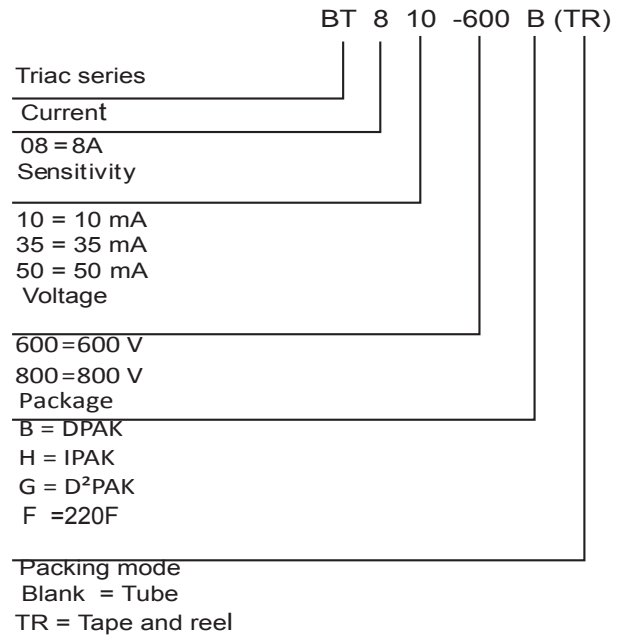 BT 8 10 -600 B (TR)
Triac series
Current
08 = 8A
Sensitivity
10 = 10 mA
35 = 35 mA
50 = 50 mA
Voltage
600=600 V
800=800 V
Package
B = DPAK
H = IPAK
G = D²PAK
F =220F
Packing mode
Blank = Tube
TR = Tape and reel